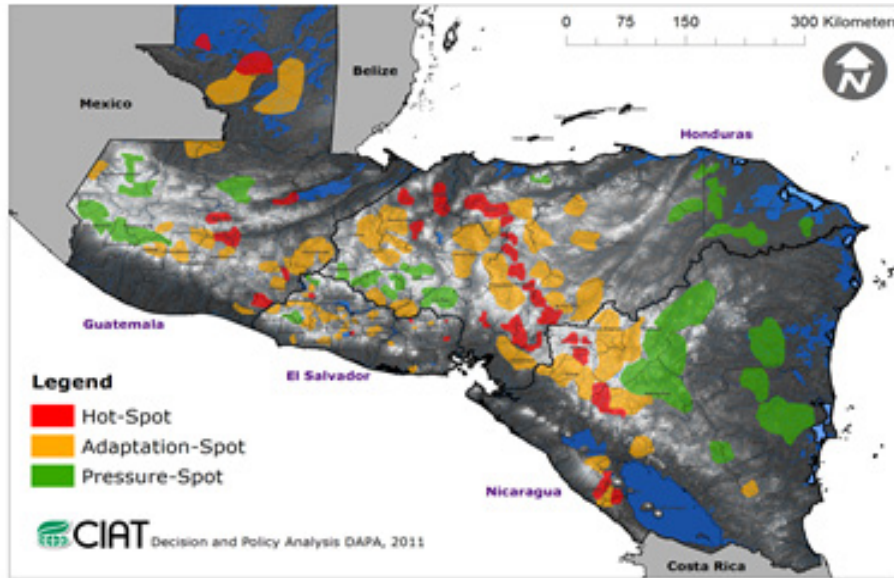 0 75 150 300 Kilometers
Belize
Mexico
N
Honduras
Guatemala
El Salvador
Legend
Hot-Spot
Adaptation-Spot
Pressure-Spot
Nicaragua
CIAT Decision and Policy Analysis DAPA, 2011
Costa Rica